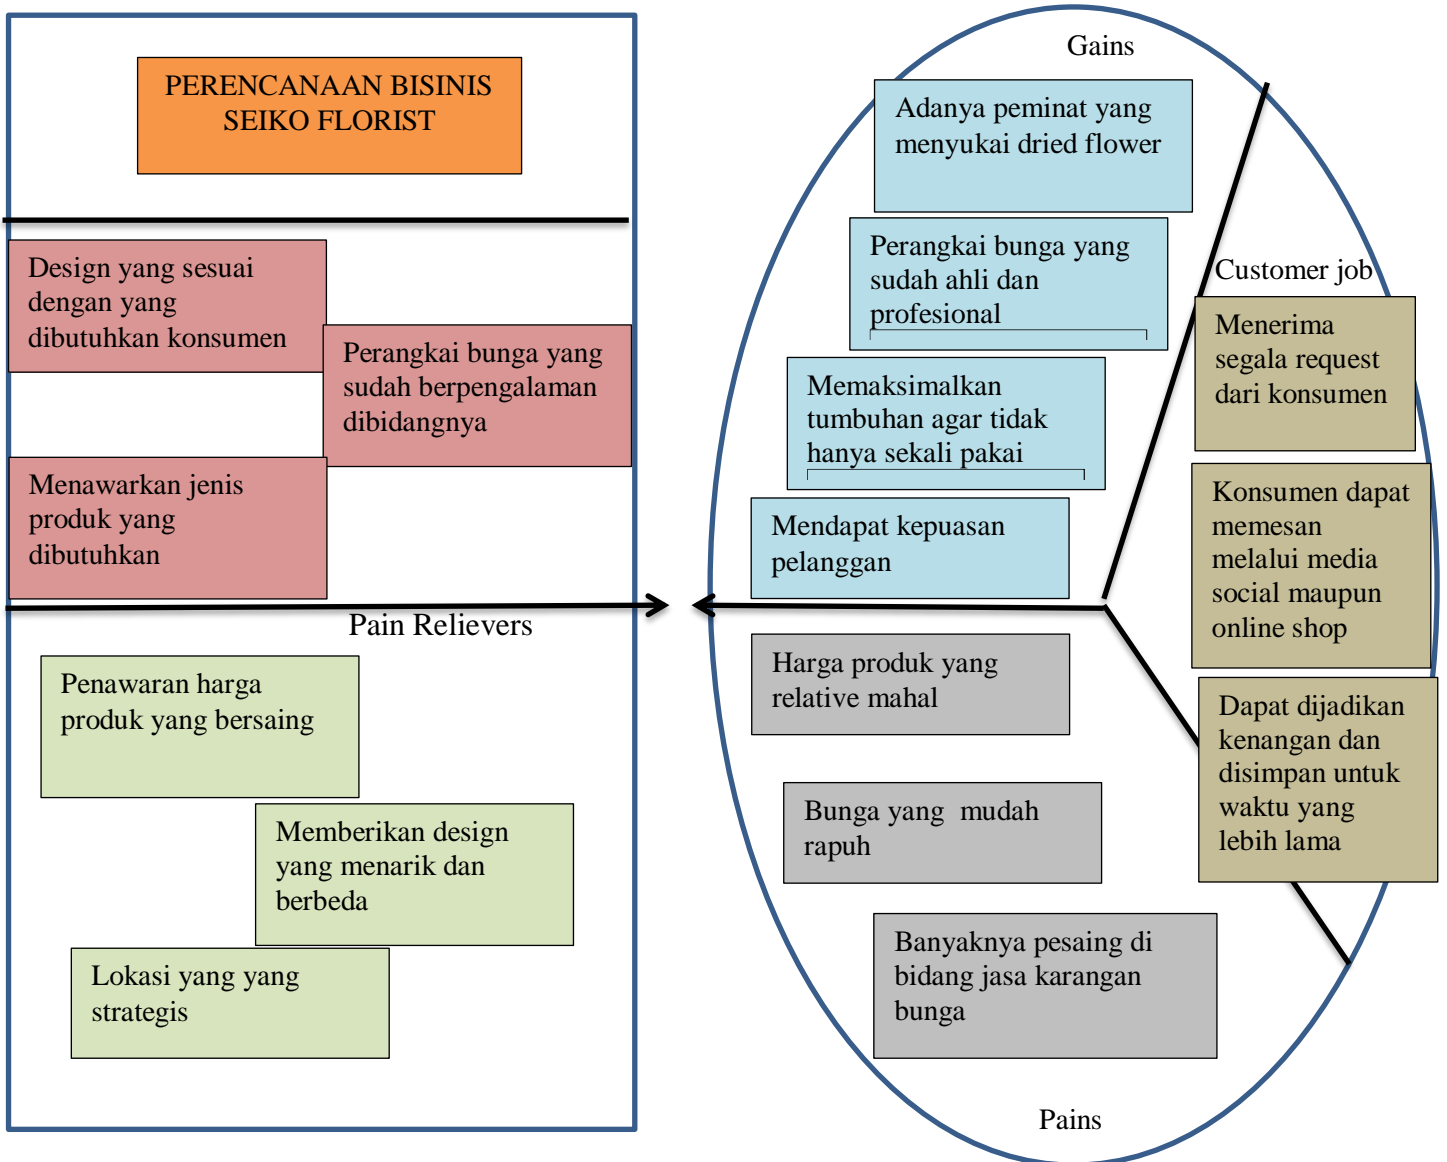 PERENCANAAN BISINIS
SEIKO FLORIST
Design yang sesuai
dengan yang
dibutuhkan konsumen
Perangkai bunga yang
sudah berpengalaman
dibidangnya
Menawarkan jenis
produk yang
dibutuhkan
Pain Relievers
Penawaran harga
produk yang bersaing
Memberikan design
yang menarik dan
berbeda
Lokasi yang yang
strategis
Gains
Adanya peminat yang
menyukai dried flower
Perangkai bunga yang
sudah ahli dan
profesional
Memaksimalkan
tumbuhan agar tidak
hanya sekali pakai
Mendapat kepuasan
pelanggan
Customer job
Menerima
segala request
dari konsumen
Konsumen dapat
memesan
melalui media
social maupun
online shop
Dapat dijadikan
kenangan dan
disimpan untuk
waktu yang
lebih lama
Harga produk yang
relative mahal
Bunga yang  mudah
rapuh
Banyaknya pesaing di
bidang jasa karangan
bunga
Pains